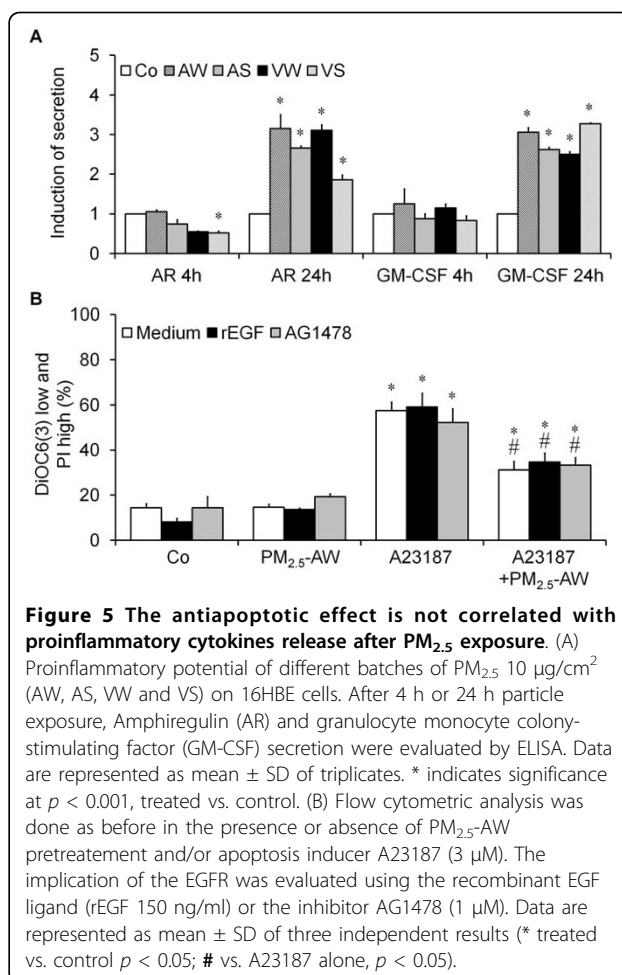 A
Co AW AS VW VS
Induction of secretion
5
4
3
2
1
0
* * * * * * * * *
AR 4h AR 24h GM-CSF 4h GM-CSF 24h
B
Medium rEGF AG1478
DiOC6(3) low and
PI high (%)
100
80
60
40
20
0
* * * * * *
# # #
Co PM2.5-AW A23187 A23187
+PM2.5-AW
Figure 5 The antiapoptotic effect is not correlated with
proinflammatory cytokines release after PM2.5 exposure. (A)
Proinflammatory potential of different batches of PM2.5 10 μg/cm2
(AW, AS, VW and VS) on 16HBE cells. After 4 h or 24 h particle
exposure, Amphiregulin (AR) and granulocyte monocyte colony-
stimulating factor (GM-CSF) secretion were evaluated by ELISA. Data
are represented as mean ± SD of triplicates. * indicates significance
at p < 0.001, treated vs. control. (B) Flow cytometric analysis was
done as before in the presence or absence of PM2.5-AW
pretreatement and/or apoptosis inducer A23187 (3 μM). The
implication of the EGFR was evaluated using the recombinant EGF
ligand (rEGF 150 ng/ml) or the inhibitor AG1478 (1 μM). Data are
represented as mean ± SD of three independent results (* treated
vs. control p < 0.05; # vs. A23187 alone, p < 0.05).